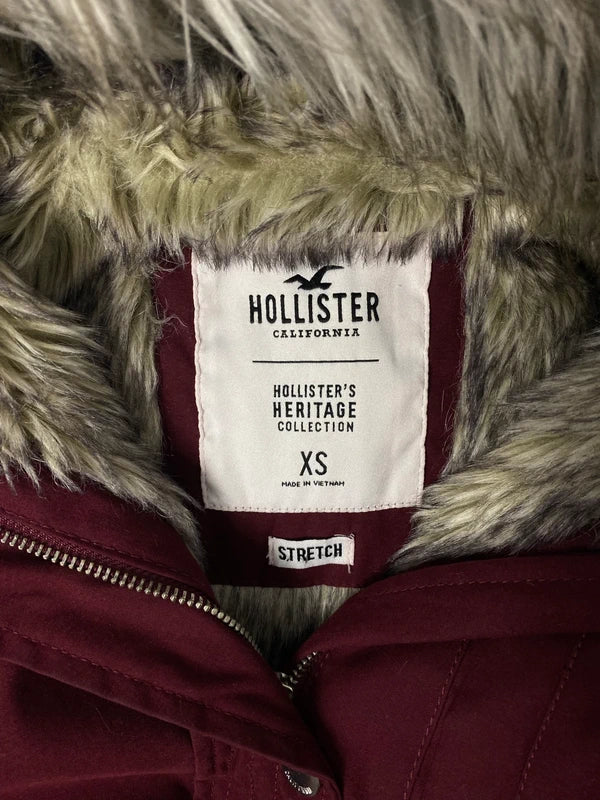 HOLLISTER
CALIFORNIA
HOLLISTER'S
HERITAGE
COLLECTION
XS
MADE IN VIETNAM
STRETCH